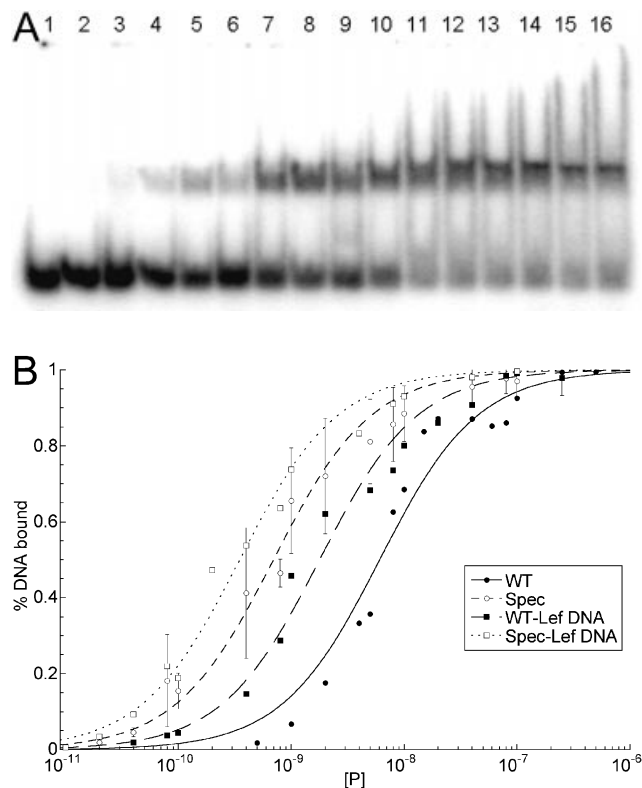 A 1 2 3 4 5 6 7 8 9 10 11 12 13 14 15 16
B
1
0.8
0.6
0.4
0.2
0
% DNA bound
WT
Spec
WT-Lef DNA
Spec-Lef DNA
10-11 10-10 10-9 10-8 10-7 10-6
[P]